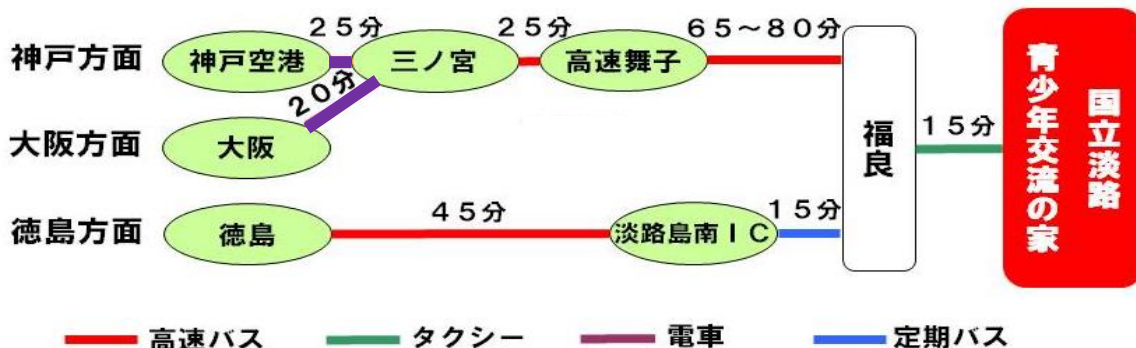 神戸方面
神戸空港
25分
三ノ宮
25分
高速舞子
65～80分
20分
大阪方面
大阪
徳島方面
徳島
45分
淡路島南IC
15分
福良
15分
国立淡路
青少年交流の家
高速バス
タクシー
電車
定期バス